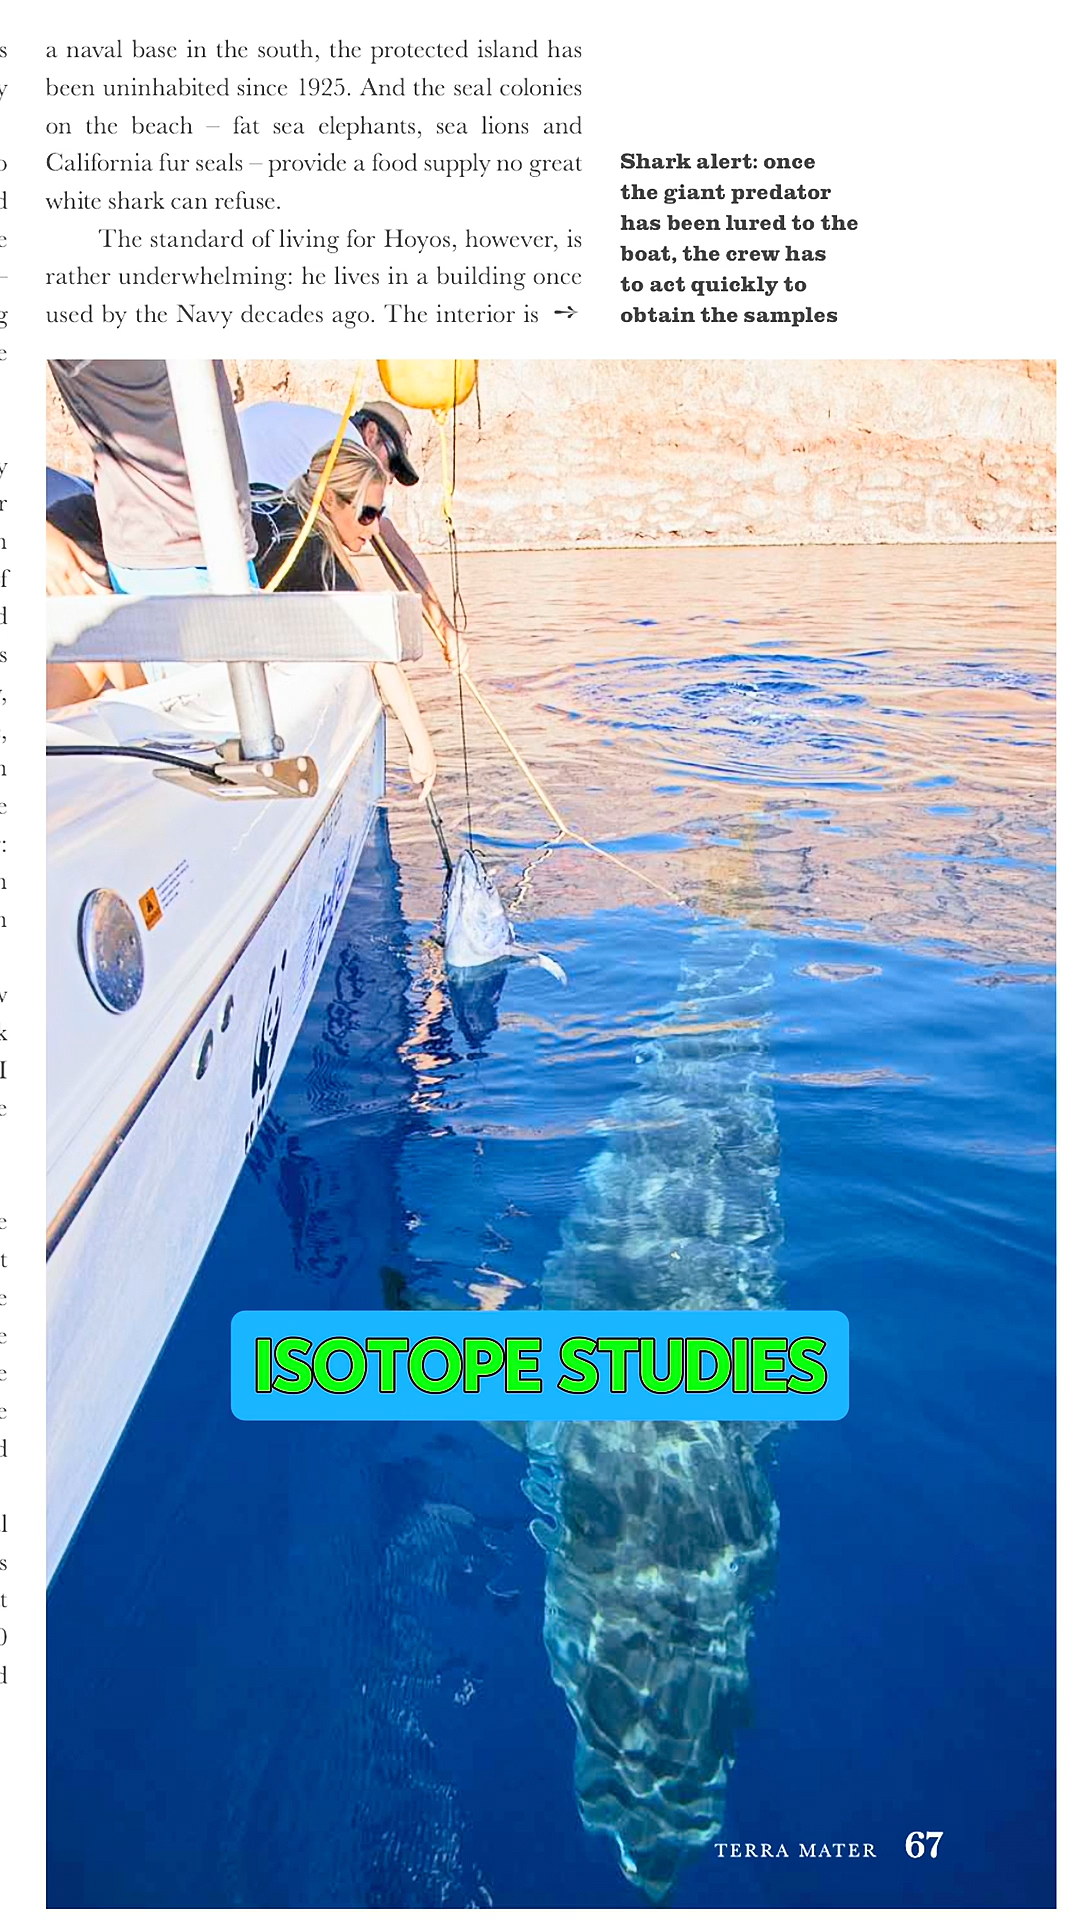 a naval base in the south, the protected island has
been uninhabited since 1925. And the seal colonies
on the beach – fat sea elephants, sea lions and
California fur seals – provide a food supply no great
white shark can refuse.
The standard of living for Hoyos, however, is
rather underwhelming: he lives in a building once
used by the Navy decades ago. The interior is ➙
Shark alert: once
the giant predator
has been lured to the
boat, the crew has
to act quickly to
obtain the samples
ISOTOPE STUDIES
TERRA MATER 67